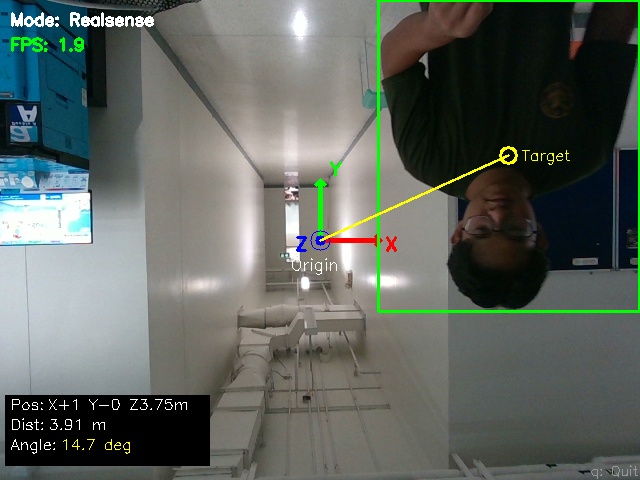 Mode: Realsense
FPS: 1.9
Target
Y
Z
X
Origin
Pos: X+1 Y-0 Z3.75m
Dist: 3.91 m
Angle: 14.7 deg
q: Quit